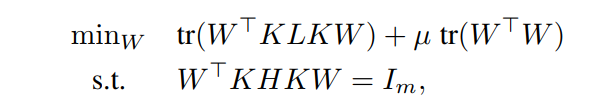 min_W tr(W^⊤KLKW) + μ tr(W^⊤W)
s.t. W^⊤KHKW = I_m,